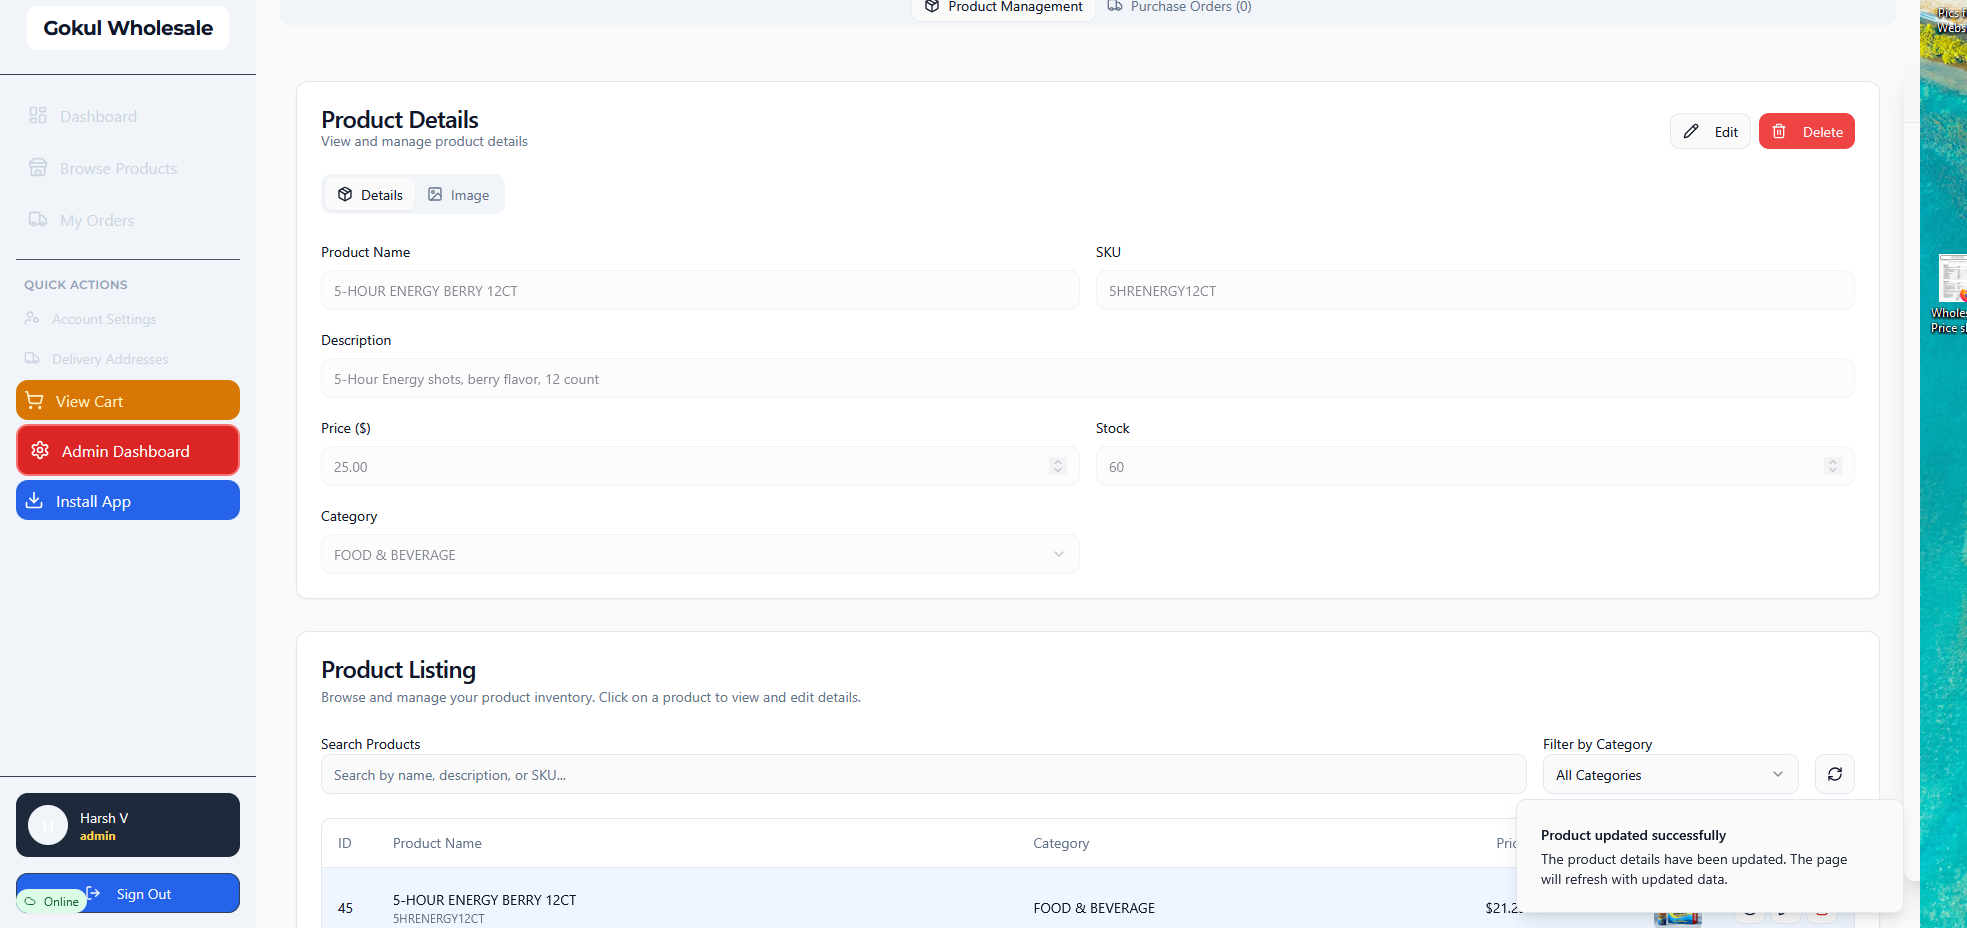 Gokul Wholesale
Dashboard
Browse Products
My Orders
QUICK ACTIONS
Account Settings
Delivery Addresses
View Cart
Admin Dashboard
Install App
H
Harsh V
admin
Sign Out
Online
Product Management
Purchase Orders (0)
Product Details
View and manage product details
Edit
Delete
Details
Image
Product Name
SKU
5-HOUR ENERGY BERRY 12CT
5HRENERGY12CT
Description
5-Hour Energy shots, berry flavor, 12 count
Price ($)
Stock
25.00
60
Category
FOOD & BEVERAGE
Product Listing
Browse and manage your product inventory. Click on a product to view and edit details.
Search Products
Filter by Category
Search by name, description, or SKU...
All Categories
ID
Product Name
Category
45
5-HOUR ENERGY BERRY 12CT
5HRENERGY12CT
FOOD & BEVERAGE
Product updated successfully
The product details have been updated. The page
will refresh with updated data.
Pics